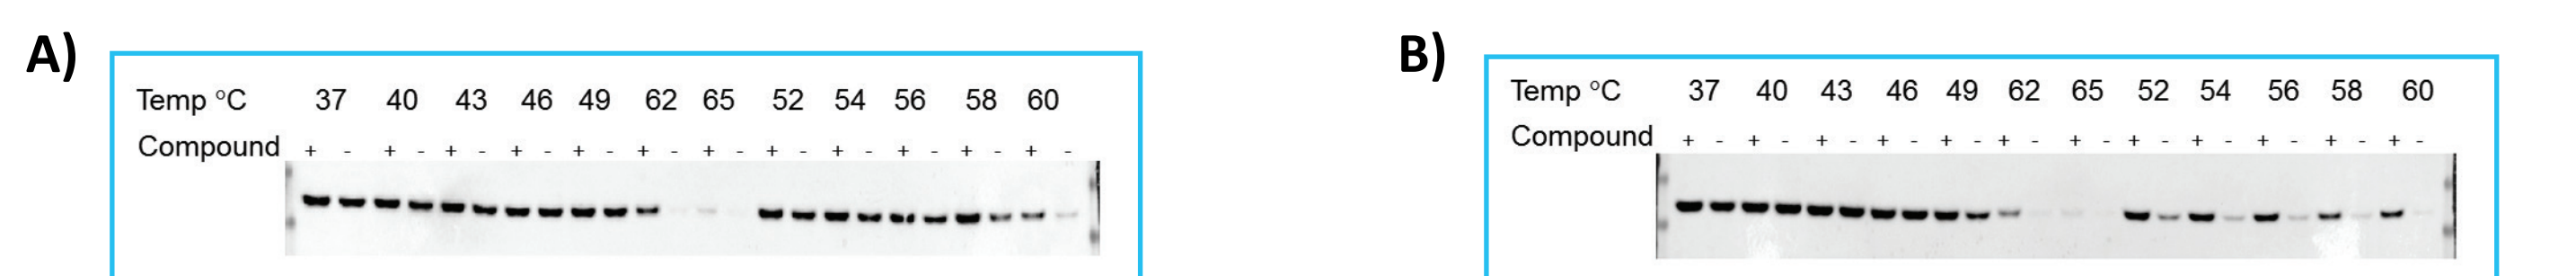 A)
Temp °C 37 40 43 46 49 62 65 52 54 56 58 60
Compound + - + - + - + - + - + - + - + - + - + - + - + -
B)
Temp °C 37 40 43 46 49 62 65 52 54 56 58 60
Compound + - + - + - + - + - + - + - + - + - + - + - + -